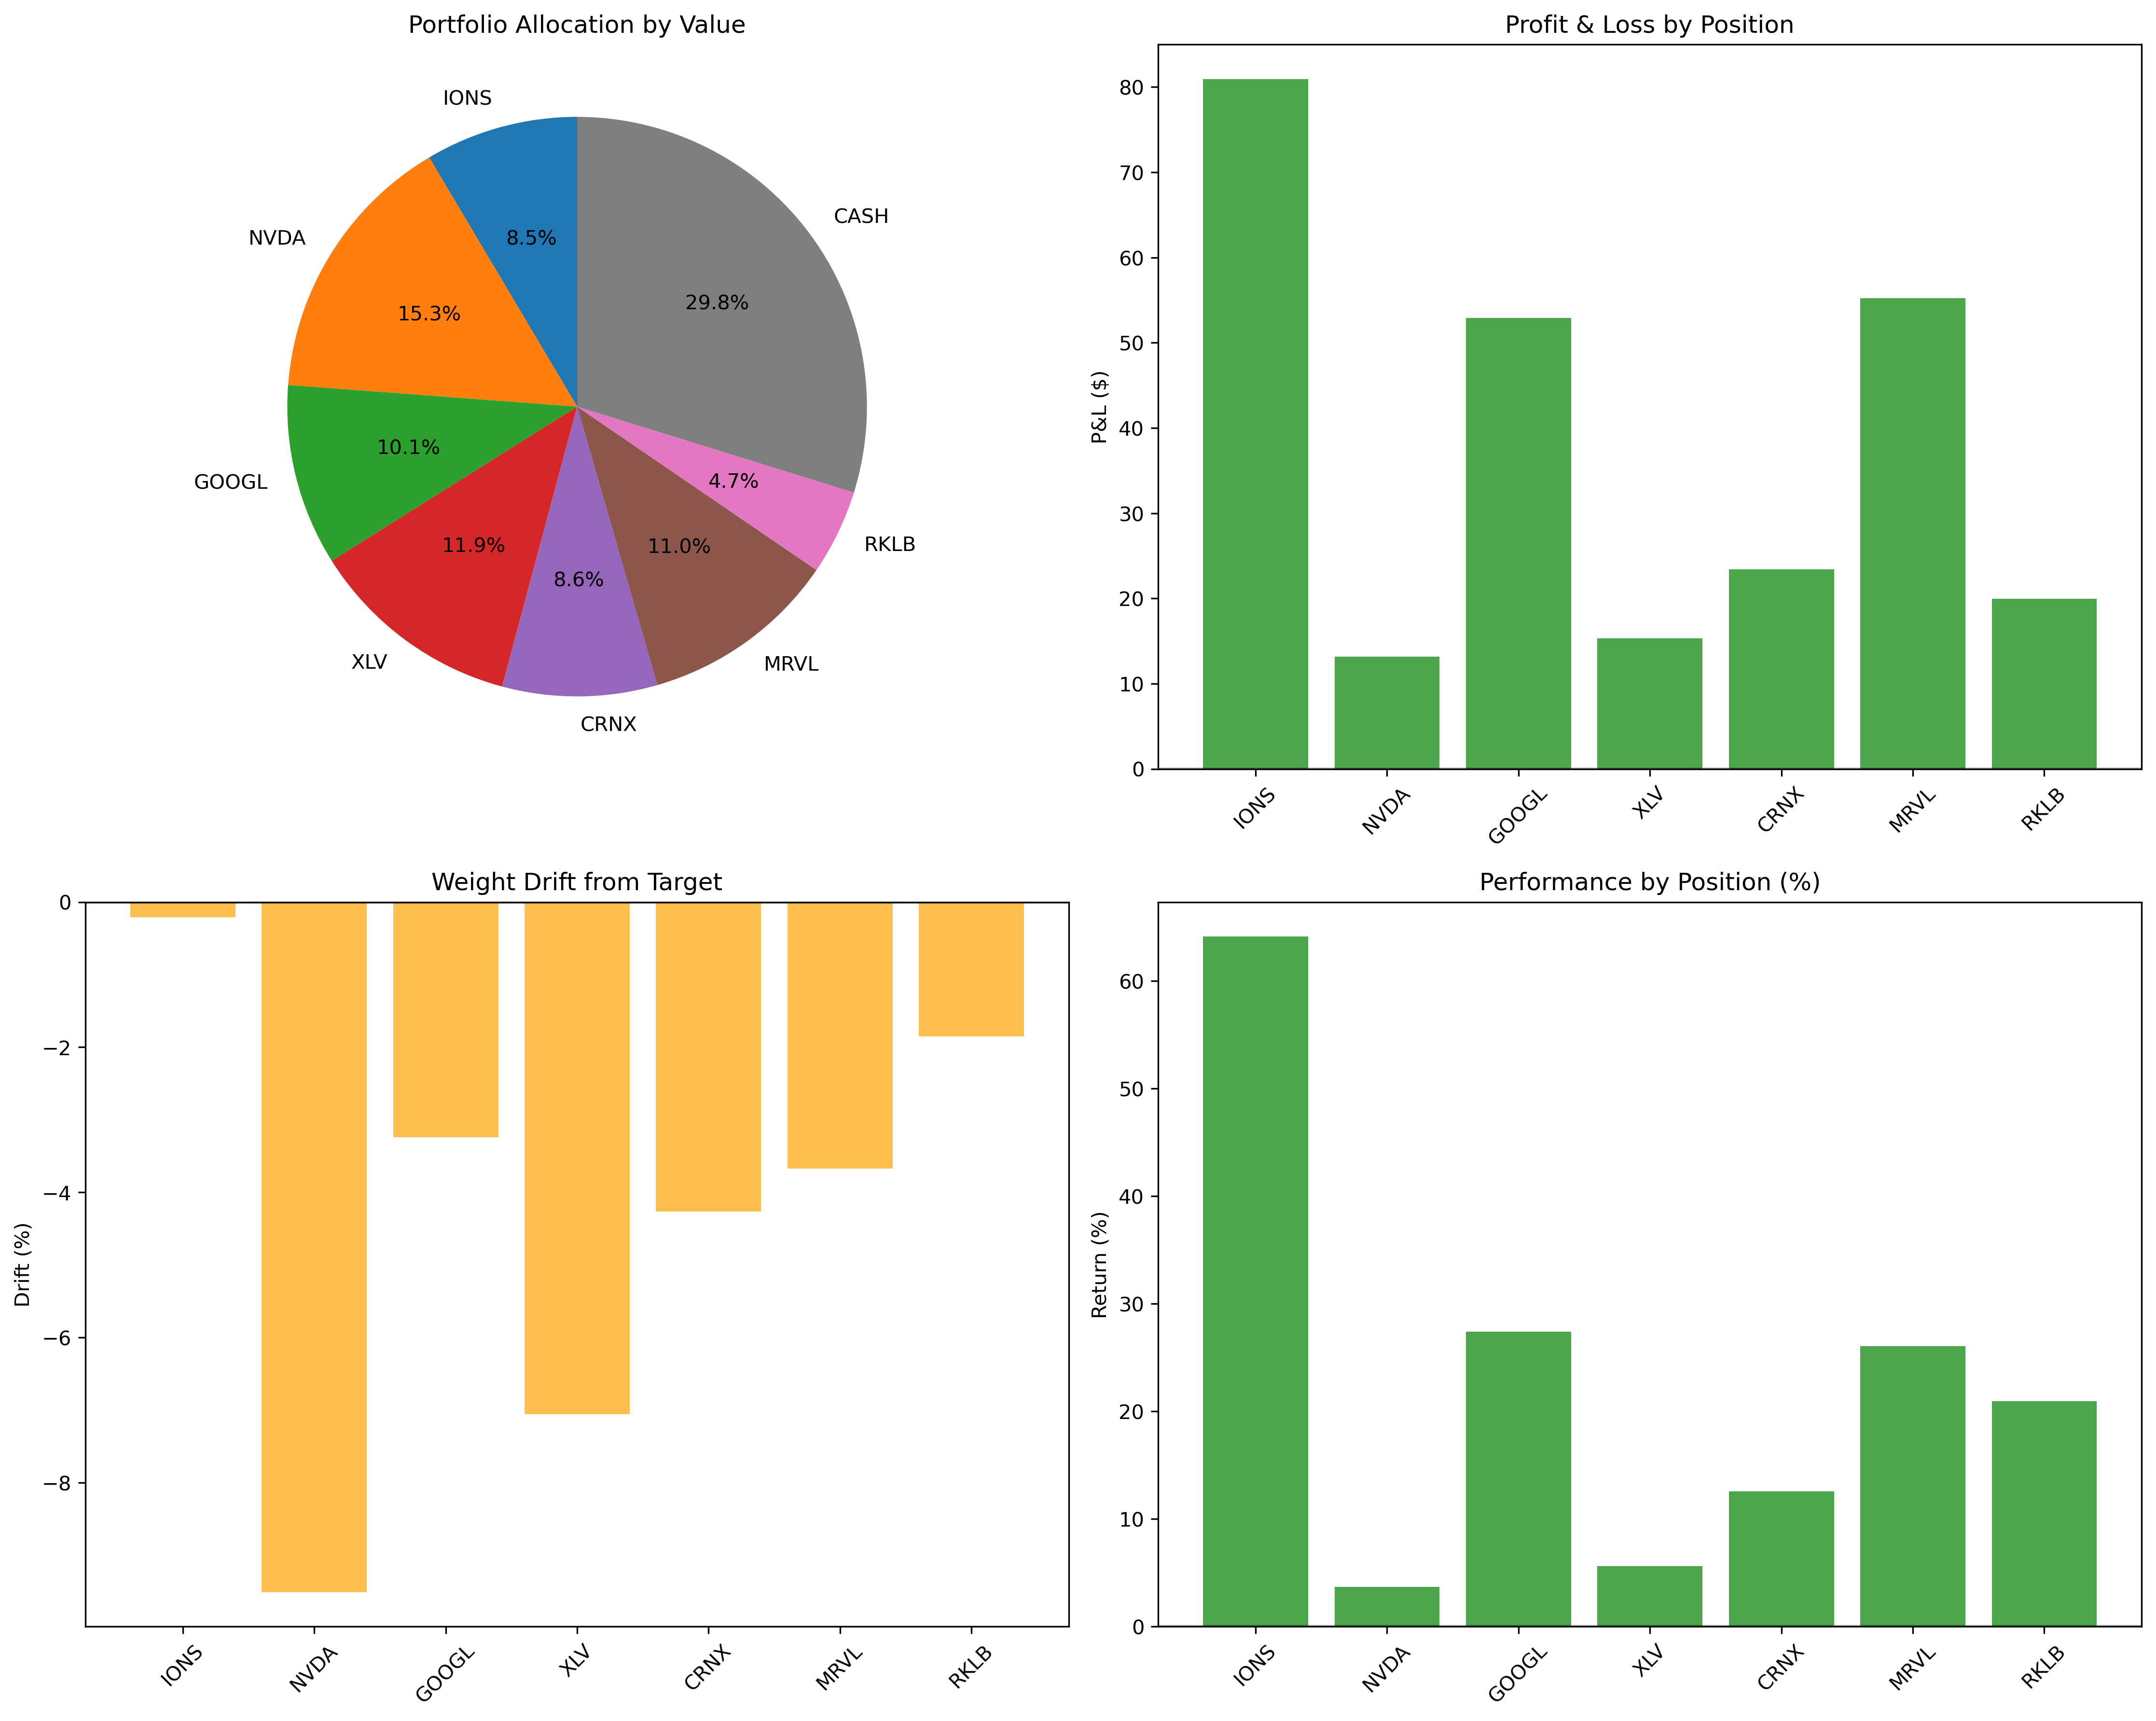 Portfolio Allocation by Value
IONS
NVDA
GOOGL
XLV
CRNX
MRVL
RKLB
CASH
8.5%
15.3%
10.1%
11.9%
8.6%
11.0%
4.7%
29.8%
Profit & Loss by Position
P&L ($)
80
70
60
50
40
30
20
10
0
IONS
NVDA
GOOGL
XLV
CRNX
MRVL
RKLB
Weight Drift from Target
Drift (%)
0
−2
−4
−6
−8
IONS
NVDA
GOOGL
XLV
CRNX
MRVL
RKLB
Performance by Position (%)
Return (%)
60
50
40
30
20
10
0
IONS
NVDA
GOOGL
XLV
CRNX
MRVL
RKLB